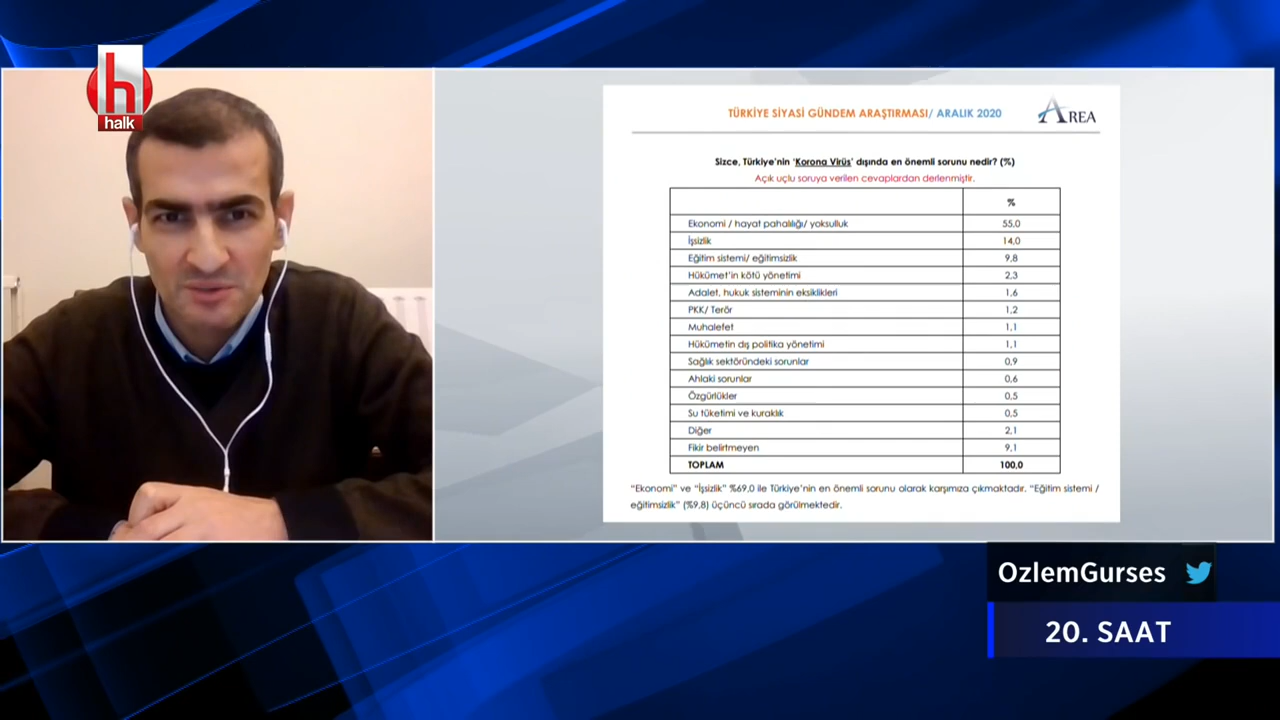 h
halk
TÜRKİYE SİYASİ GÜNDEM ARAŞTIRMASI/ ARALIK 2020
AREA
Sizce, Türkiye'nin 'Korona Virüs' dışında en önemli sorunu nedir? (%)
Açık uçlu soruya verilen cevaplardan derlenmiştir.
%
Ekonomi / hayat pahalılığı/ yoksulluk 55,0
İşsizlik 14,0
Eğitim sistemi/ eğitimsizlik 9,8
Hükümet'in kötü yönetimi 2,3
Adalet, hukuk sisteminin eksiklikleri 1,6
PKK/ Terör 1,2
Muhalefet 1,1
Hükümetin dış politika yönetimi 1,1
Sağlık sektöründeki sorunlar 0,9
Ahlaki sorunlar 0,6
Özgürlükler 0,5
Su tüketimi ve kuraklık 0,5
Diğer 2,1
Fikir belirtmeyen 9,1
TOPLAM 100,0
"Ekonomi" ve "İşsizlik" %69,0 ile Türkiye'nin en önemli sorunu olarak karşımıza çıkmaktadır. "Eğitim sistemi /
eğitimsizlik" (%9,8) üçüncü sırada görülmektedir.
OzlemGurses
20. SAAT